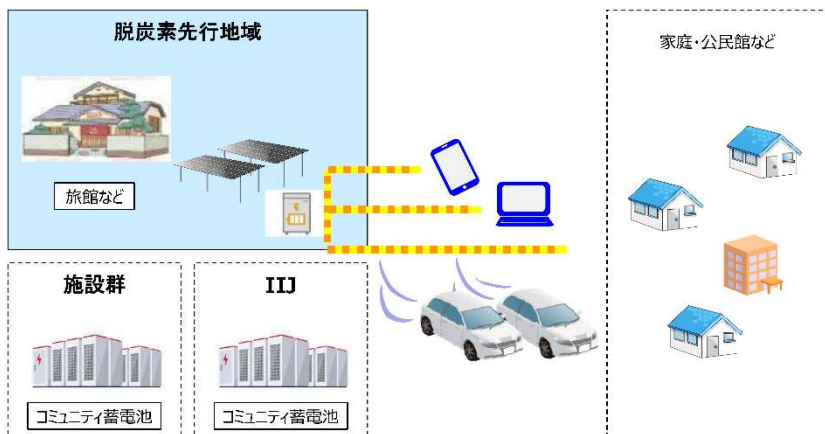 脱炭素先行地域
家庭・公民館など
旅館など
施設群
IIJ
コミュニティ蓄電池
コミュニティ蓄電池